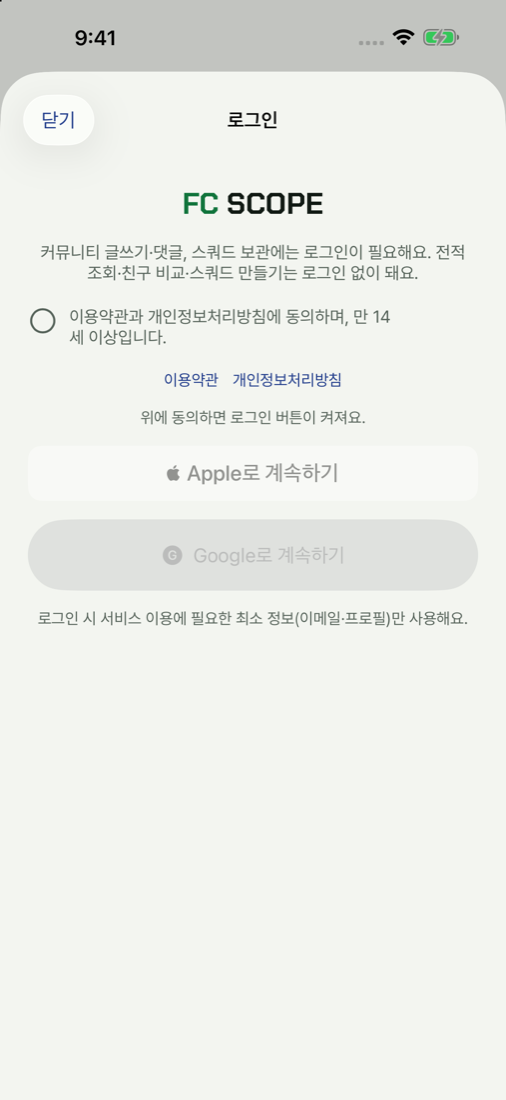 9:41
닫기
로그인
FC SCOPE
커뮤니티 글쓰기·댓글, 스쿼드 보관에는 로그인이 필요해요. 전적
조회·친구 비교·스쿼드 만들기는 로그인 없이 돼요.
이용약관과 개인정보처리방침에 동의하며, 만 14
세 이상입니다.
이용약관 개인정보처리방침
위에 동의하면 로그인 버튼이 켜져요.
Apple로 계속하기
G Google로 계속하기
로그인 시 서비스 이용에 필요한 최소 정보(이메일·프로필)만 사용해요.